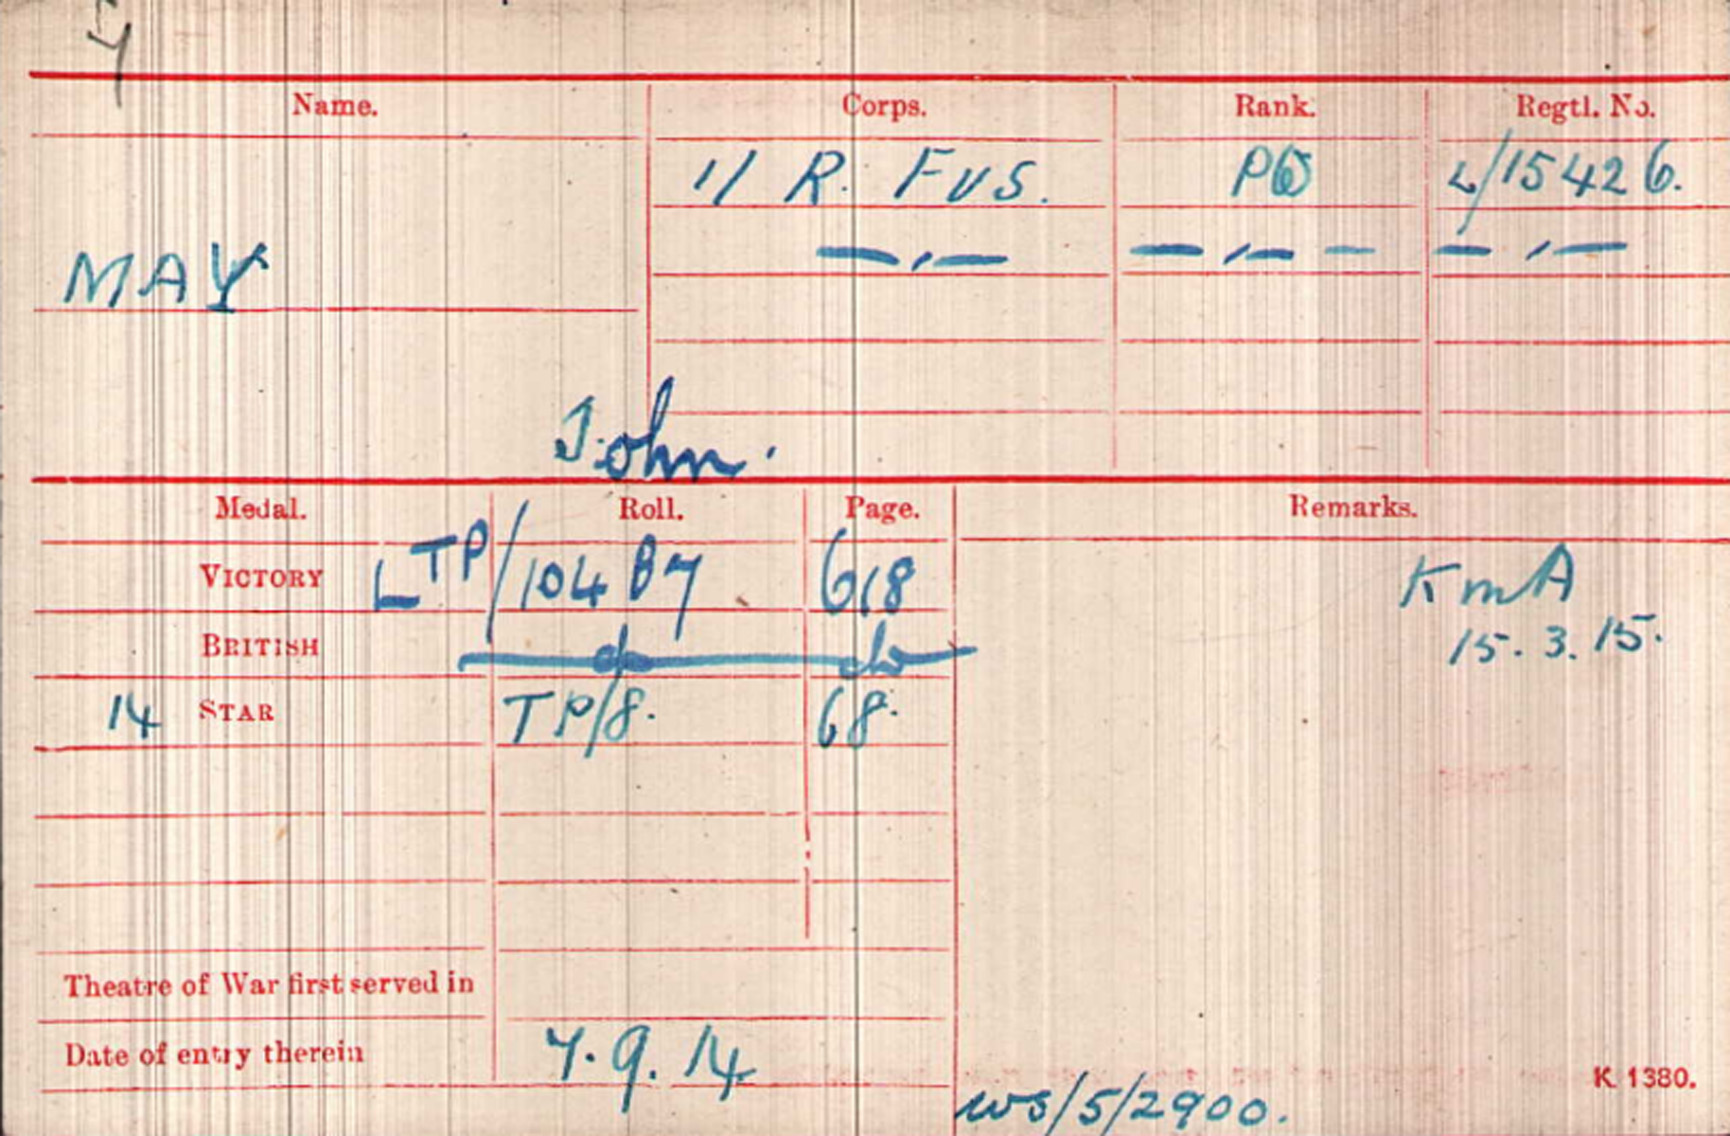 Name. Corps. Rank. Regtl. No.
1/ R. Fus. Pte L/15426.
MAY —,,— —,,— — —,,—
John.
Medal. Roll. Page. Remarks.
VICTORY L TP/104 B7 618 KinA
BRITISH do do 15.3.15.
14 STAR TP/8. 68.
Theatre of War first served in
Date of entry therein 7.9.14
K 1380.
WS/5/2900.